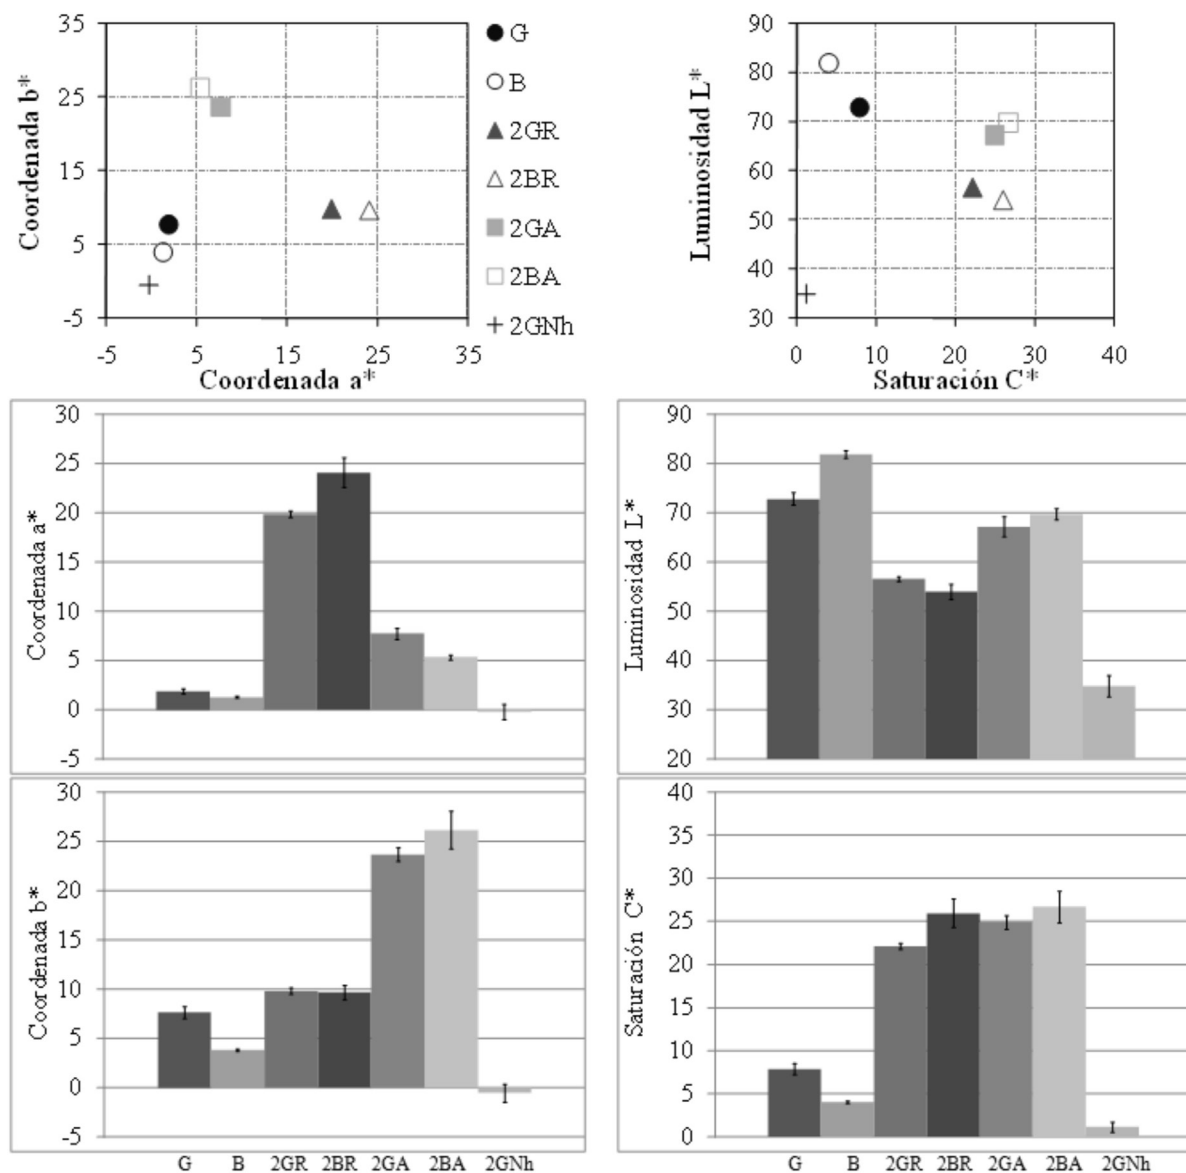 35
25
15
5
-5
Coordenada b*
-5 5 15 25 35
Coordenada a*
G
B
2GR
2BR
2GA
2BA
2GNh
90
80
70
60
50
40
30
Luminosidad L*
0 10 20 30 40
Saturación C*
30
25
20
15
10
5
0
-5
Coordenada a*
90
80
70
60
50
40
30
20
Luminosidad L*
30
25
20
15
10
5
0
-5
Coordenada b*
G B 2GR 2BR 2GA 2BA 2GNh
40
35
30
25
20
15
10
5
0
Saturación C*
G B 2GR 2BR 2GA 2BA 2GNh